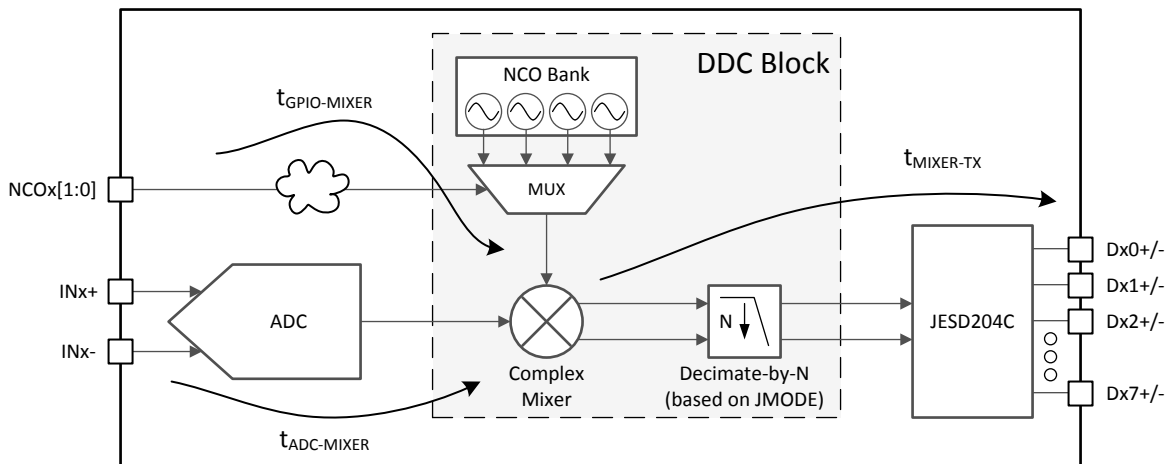 DDC Block
NCO Bank
tGPIO-MIXER
MUX
tMIXER-TX
NCOx[1:0]
INx+
INx-
ADC
Complex
Mixer
N
Decimate-by-N
(based on JMODE)
JESD204C
Dx0+/-
Dx1+/-
Dx2+/-
Dx7+/-
tADC-MIXER